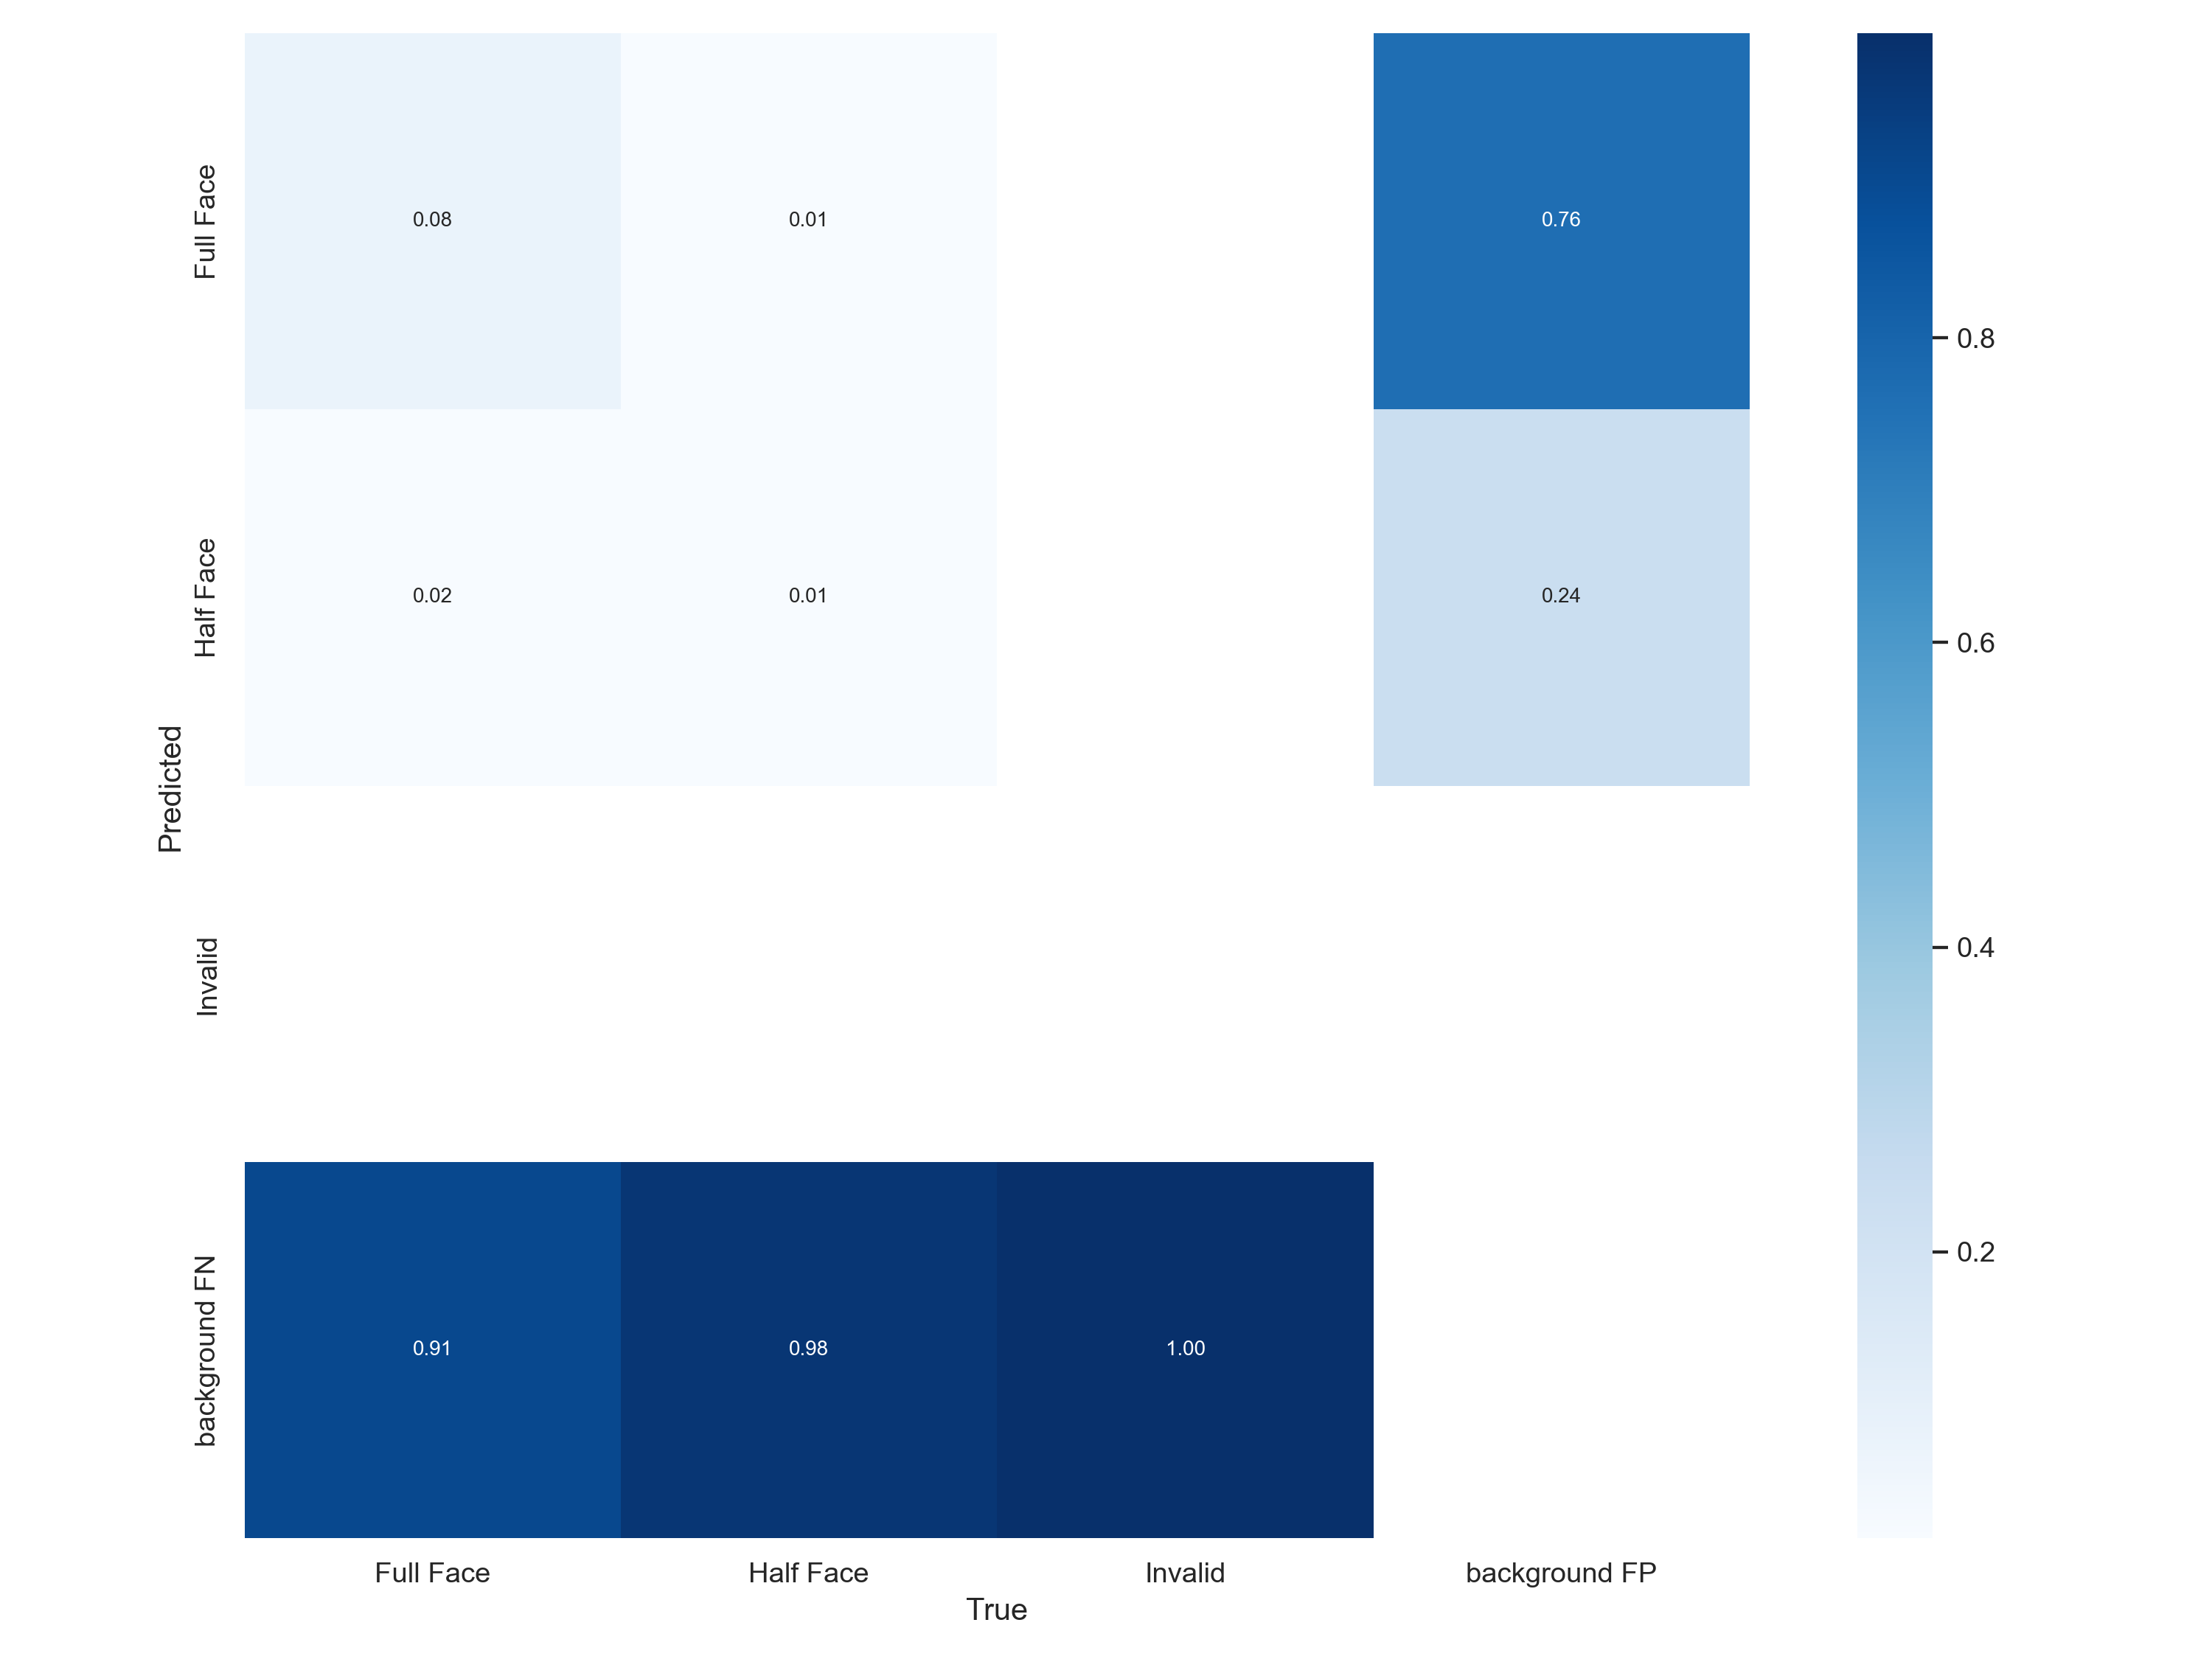 Full Face
0.08 0.01 0.76
0.8
Half Face
0.02 0.01 0.24
0.6
Predicted
Invalid
0.4
background FN
0.91 0.98 1.00
0.2
Full Face Half Face Invalid background FP
True